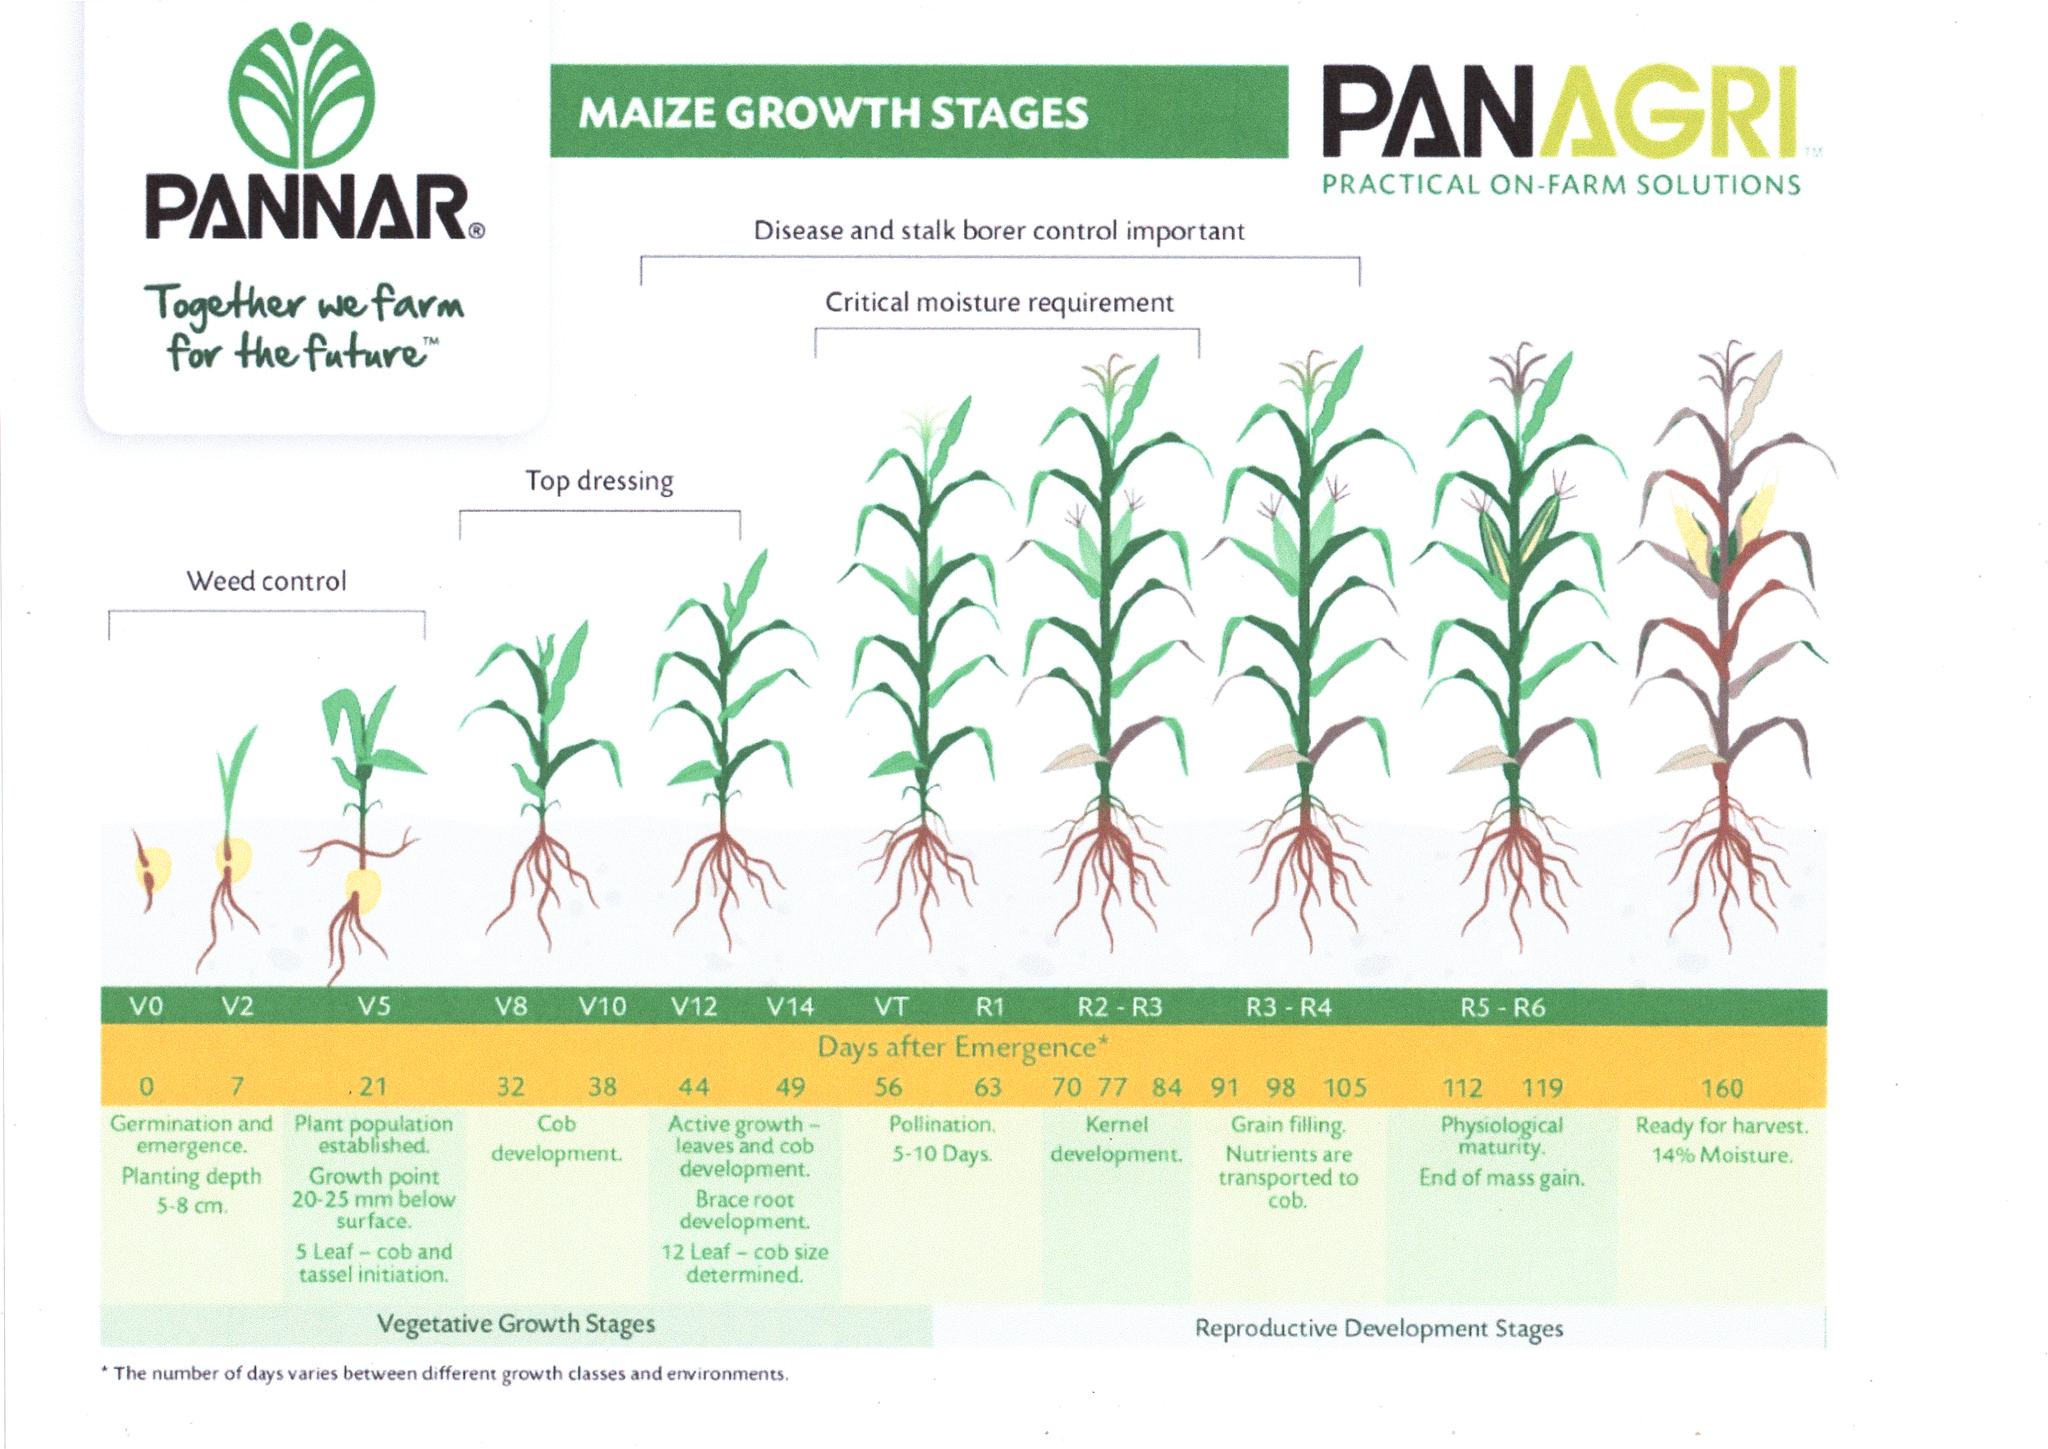 PANNAR®
Together we farm
for the future™
MAIZE GROWTH STAGES
PANAGRI™
PRACTICAL ON-FARM SOLUTIONS
Disease and stalk borer control important
Critical moisture requirement
Top dressing
Weed control
V0 V2 V5 V8 V10 V12 V14 VT R1 R2 - R3 R3 - R4 R5 - R6
Days after Emergence*
0 7 .21 32 38 44 49 56 63 70 77 84 91 98 105 112 119 160
Germination and
emergence.
Planting depth
5-8 cm.
Plant population
established.
Growth point
20-25 mm below
surface.
5 Leaf – cob and
tassel initiation.
Cob
development.
Active growth –
leaves and cob
development.
Brace root
development.
12 Leaf – cob size
determined.
Pollination.
5-10 Days.
Kernel
development.
Grain filling.
Nutrients are
transported to
cob.
Physiological
maturity.
End of mass gain.
Ready for harvest.
14% Moisture.
Vegetative Growth Stages
Reproductive Development Stages
* The number of days varies between different growth classes and environments.